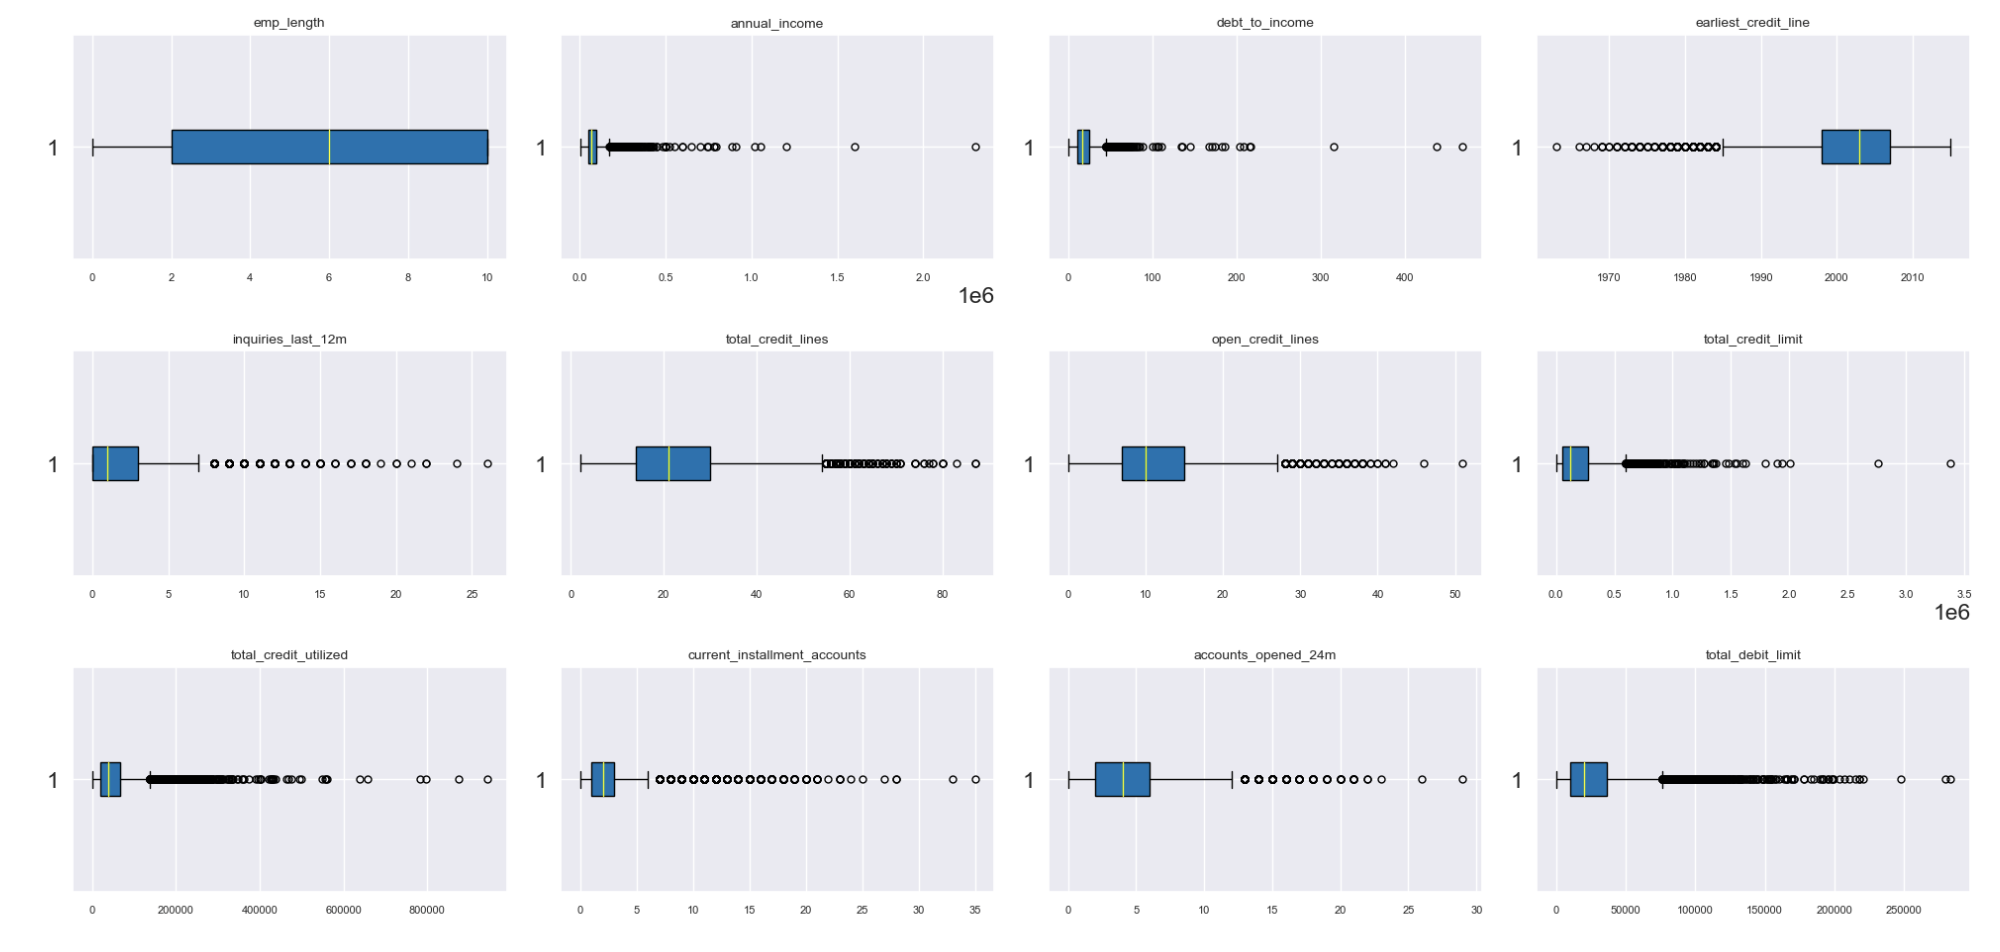 emp_length
annual_income
debt_to_income
earliest_credit_line
1
1
1
1
0 2 4 6 8 10
0.0 0.5 1.0 1.5 2.0
0 100 200 300 400
1970 1980 1990 2000 2010
1e6
inquiries_last_12m
total_credit_lines
open_credit_lines
total_credit_limit
1
1
1
1
0 5 10 15 20 25
0 20 40 60 80
0 10 20 30 40 50
0.0 0.5 1.0 1.5 2.0 2.5 3.0 3.5
1e6
total_credit_utilized
current_installment_accounts
accounts_opened_24m
total_debit_limit
1
1
1
1
0 200000 400000 600000 800000
0 5 10 15 20 25 30 35
0 5 10 15 20 25 30
0 50000 100000 150000 200000 250000